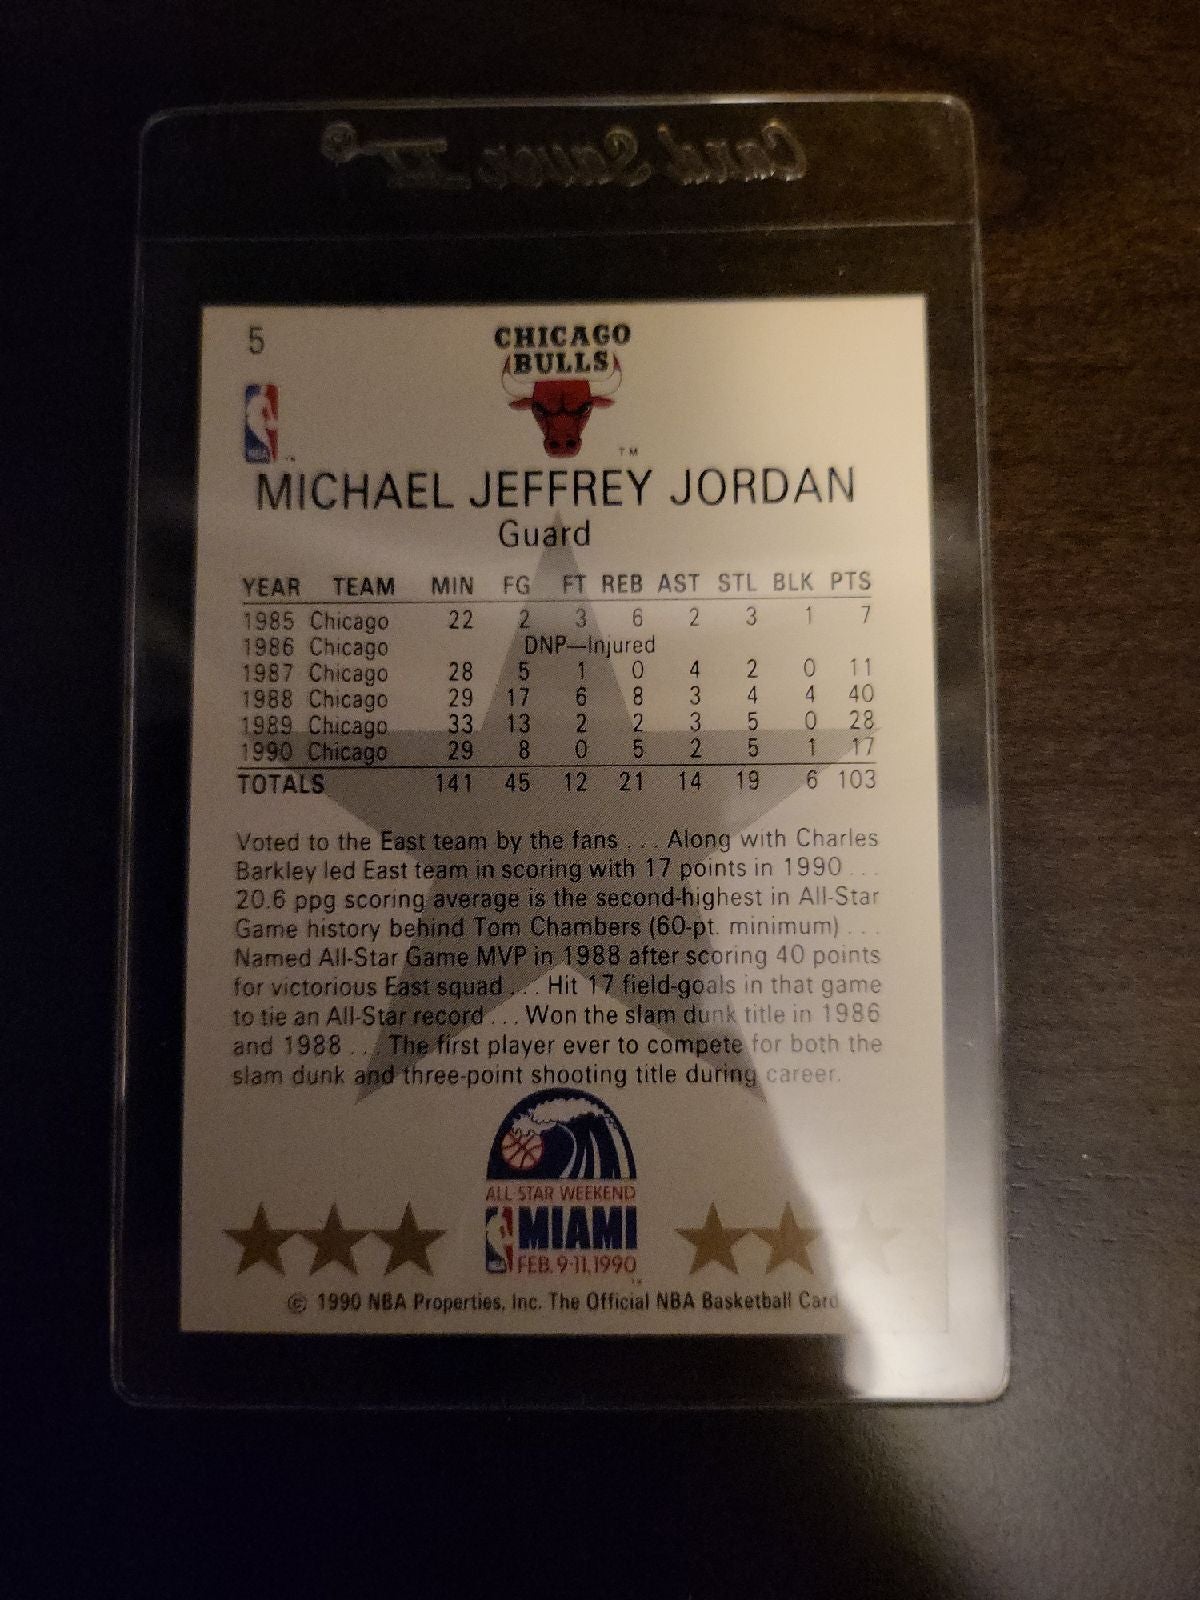 Card Saver II®
5
CHICAGO
BULLS
NBA
TM
MICHAEL JEFFREY JORDAN
Guard
YEAR TEAM MIN FG FT REB AST STL BLK PTS
1985 Chicago 22 2 3 6 2 3 1 7
1986 Chicago DNP—Injured
1987 Chicago 28 5 1 0 4 2 0 11
1988 Chicago 29 17 6 8 3 4 4 40
1989 Chicago 33 13 2 2 3 5 0 28
1990 Chicago 29 8 0 5 2 5 1 17
TOTALS 141 45 12 21 14 19 6 103
Voted to the East team by the fans . . . Along with Charles
Barkley led East team in scoring with 17 points in 1990 . . .
20.6 ppg scoring average is the second-highest in All-Star
Game history behind Tom Chambers (60-pt. minimum) . . .
Named All-Star Game MVP in 1988 after scoring 40 points
for victorious East squad . . . Hit 17 field-goals in that game
to tie an All-Star record . . . Won the slam dunk title in 1986
and 1988 . . . The first player ever to compete for both the
slam dunk and three-point shooting title during career.
ALL STAR WEEKEND
MIAMI
NBA FEB. 9-11, 1990
© 1990 NBA Properties, Inc. The Official NBA Basketball Card